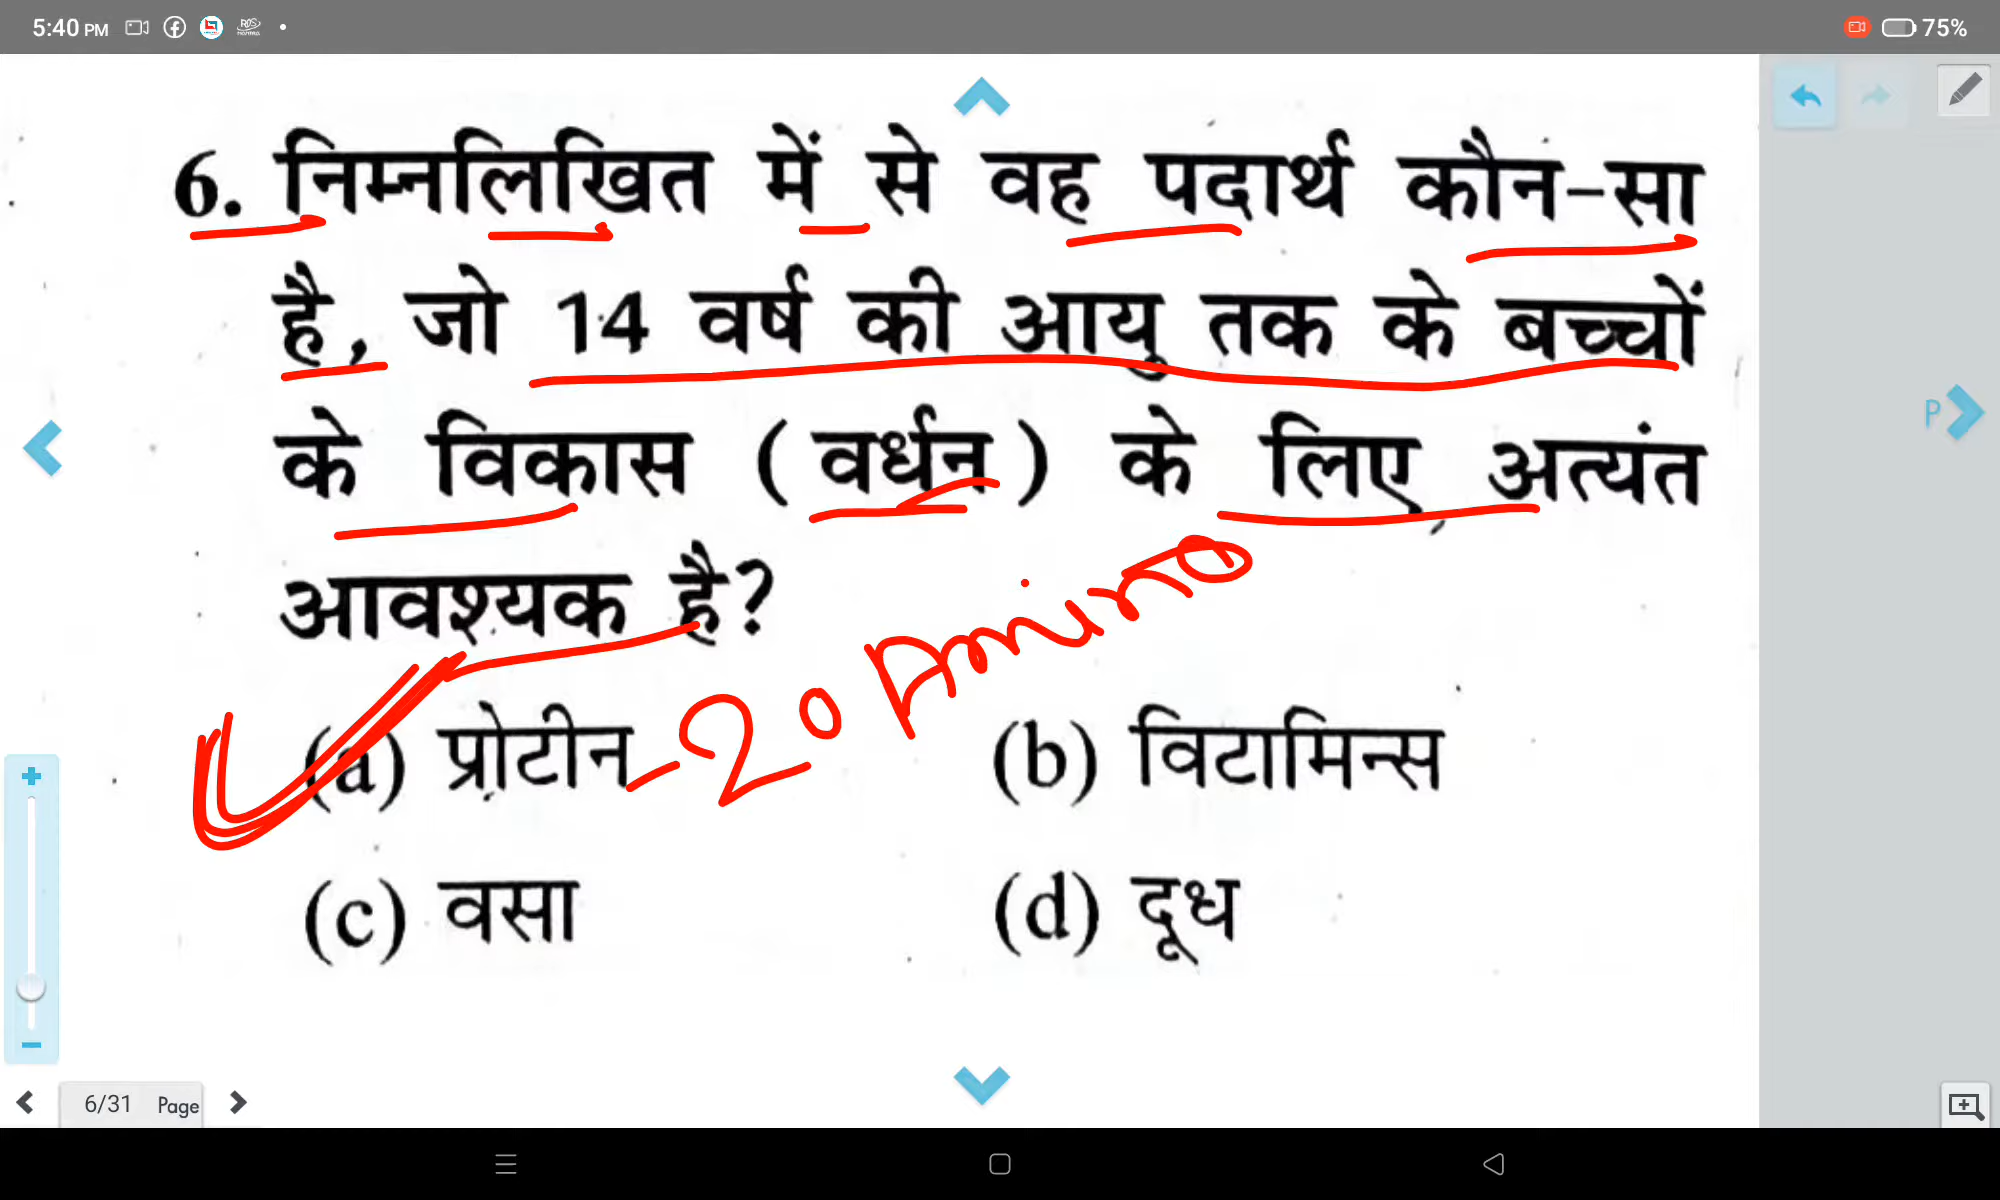 5:40 PM
75%
6. निम्नलिखित में से वह पदार्थ कौन-सा
है, जो 14 वर्ष की आयु तक के बच्चों
के विकास (वर्धन) के लिए अत्यंत
आवश्यक है?
(a) प्रोटीन - 20 Amino
(b) विटामिन्स
(c) वसा
(d) दूध
P
6/31 Page